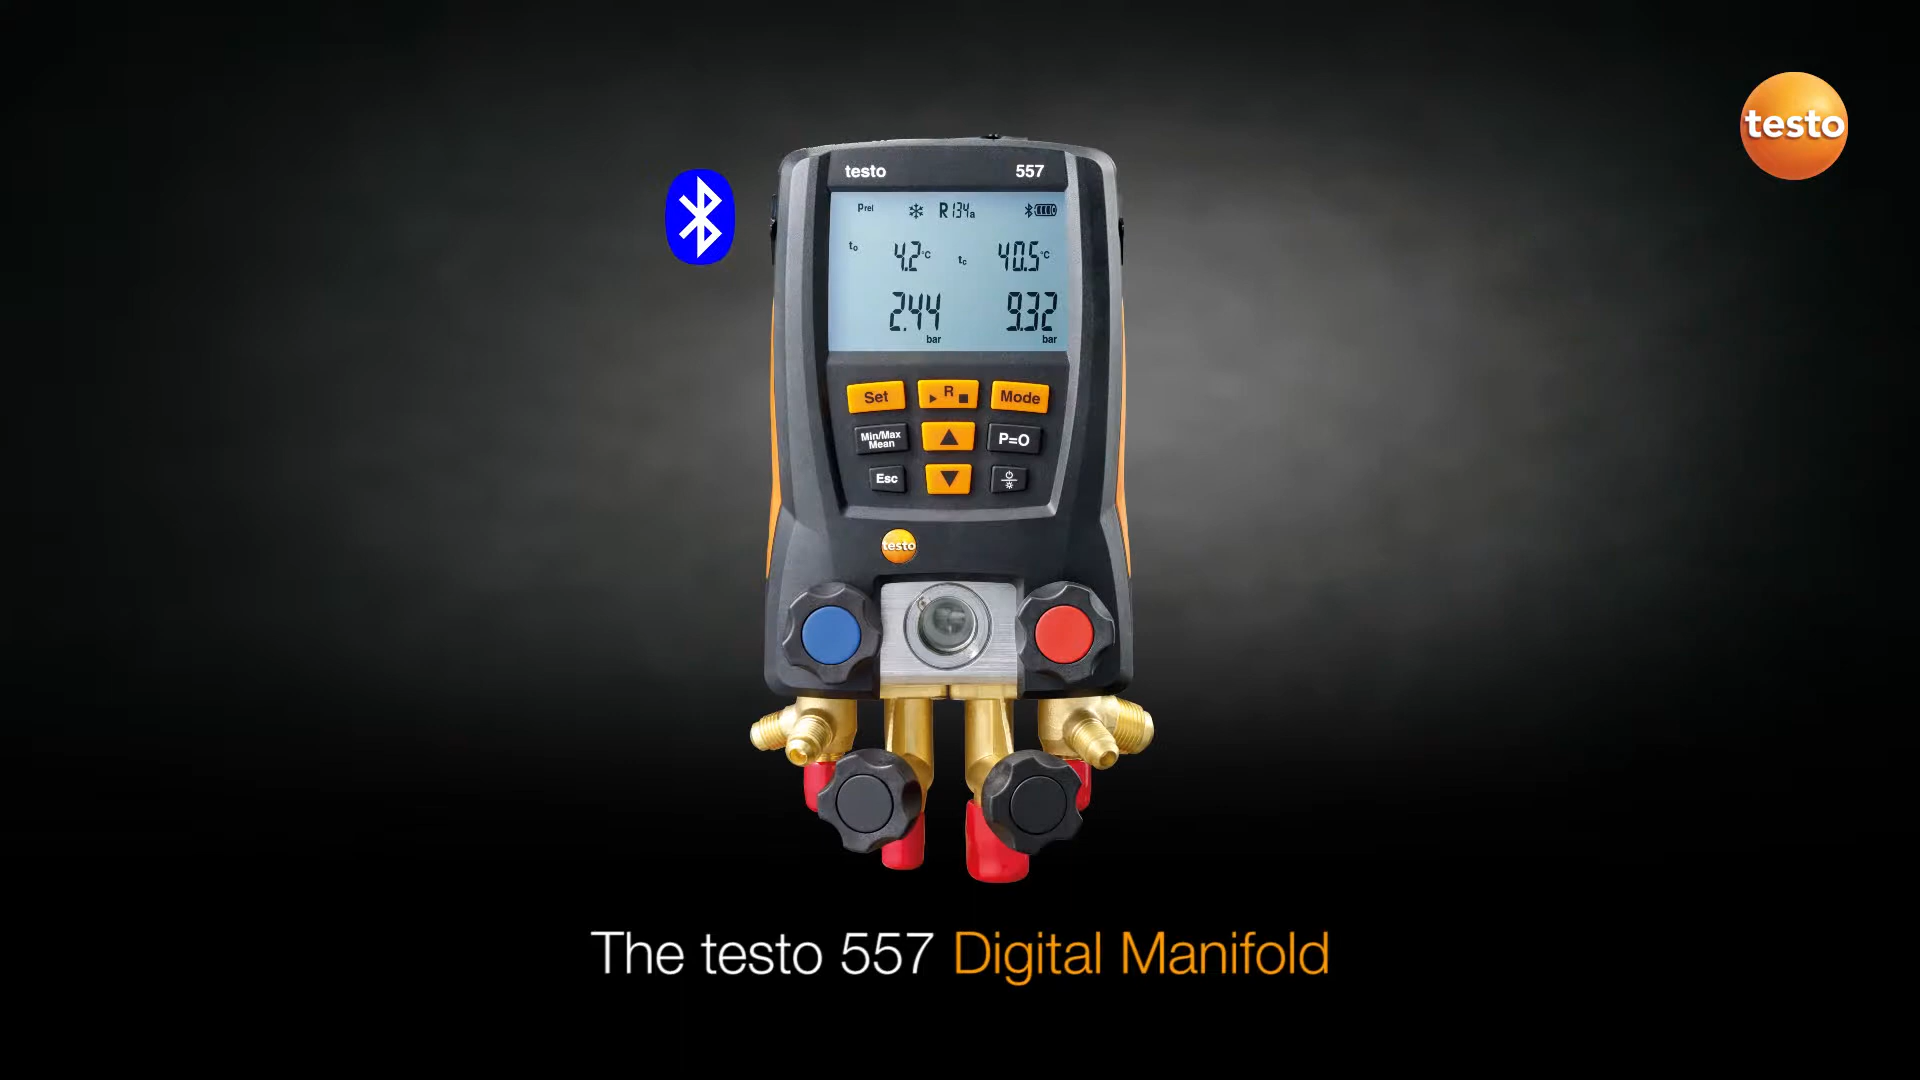 testo
testo 557
Prel R134a
to 4.2 °C tc 40.5 °C
2.44 9.32
bar bar
Set R Mode
Min/Max
Mean
P=O
Esc
testo
The testo 557 Digital Manifold